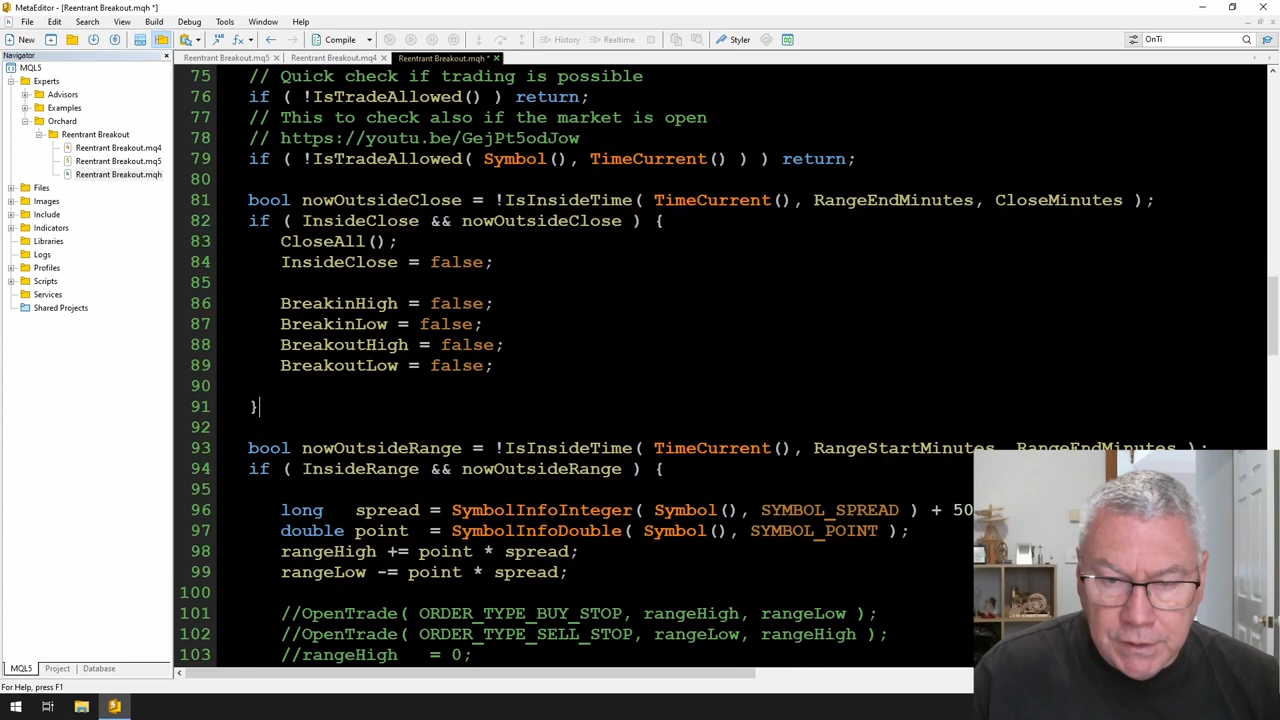 MetaEditor - [Reentrant Breakout.mqh *]
File Edit Search View Build Debug Tools Window Help
New Compile History Realtime Styler OnTi
Navigator
Reentrant Breakout.mq5 Reentrant Breakout.mq4 Reentrant Breakout.mqh *
MQL5
Experts
Advisors
Examples
Orchard
Reentrant Breakout
Reentrant Breakout.mq4
Reentrant Breakout.mq5
Reentrant Breakout.mqh
Files
Images
Include
Indicators
Libraries
Logs
Profiles
Scripts
Services
Shared Projects
75 // Quick check if trading is possible
76 if ( !IsTradeAllowed() ) return;
77 // This to check also if the market is open
78 // https://youtu.be/GejPt5odJow
79 if ( !IsTradeAllowed( Symbol(), TimeCurrent() ) ) return;
80
81 bool nowOutsideClose = !IsInsideTime( TimeCurrent(), RangeEndMinutes, CloseMinutes );
82 if ( InsideClose && nowOutsideClose ) {
83 CloseAll();
84 InsideClose = false;
85
86 BreakinHigh = false;
87 BreakinLow = false;
88 BreakoutHigh = false;
89 BreakoutLow = false;
90
91 }
92
93 bool nowOutsideRange = !IsInsideTime( TimeCurrent(), RangeStartMinutes, RangeEndMinutes );
94 if ( InsideRange && nowOutsideRange ) {
95
96 long spread = SymbolInfoInteger( Symbol(), SYMBOL_SPREAD ) + 50
97 double point = SymbolInfoDouble( Symbol(), SYMBOL_POINT );
98 rangeHigh += point * spread;
99 rangeLow -= point * spread;
100
101 //OpenTrade( ORDER_TYPE_BUY_STOP, rangeHigh, rangeLow );
102 //OpenTrade( ORDER_TYPE_SELL_STOP, rangeLow, rangeHigh );
103 //rangeHigh = 0;
MQL5 Project Database
For Help, press F1